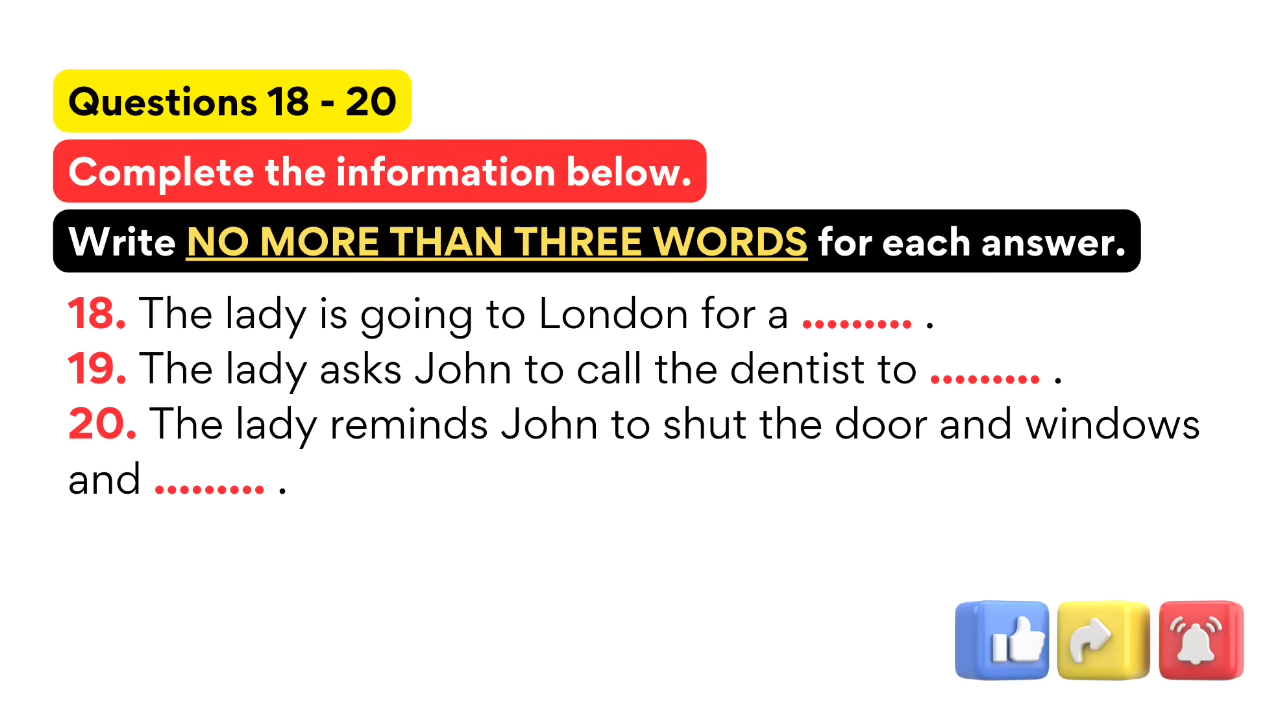 Questions 18 - 20
Complete the information below.
Write NO MORE THAN THREE WORDS for each answer.
18. The lady is going to London for a ......... .
19. The lady asks John to call the dentist to ......... .
20. The lady reminds John to shut the door and windows
and ......... .